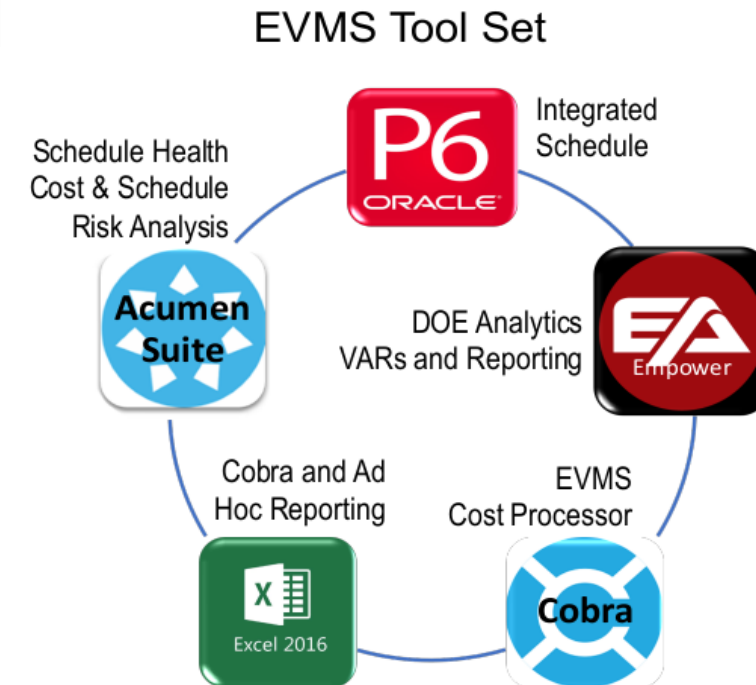 EVMS Tool Set
P6
ORACLE
Integrated
Schedule
Schedule Health
Cost & Schedule
Risk Analysis
Acumen
Suite
DOE Analytics
VARs and Reporting
EA
Empower
Cobra and Ad
Hoc Reporting
X
Excel 2016
EVMS
Cost Processor
Cobra